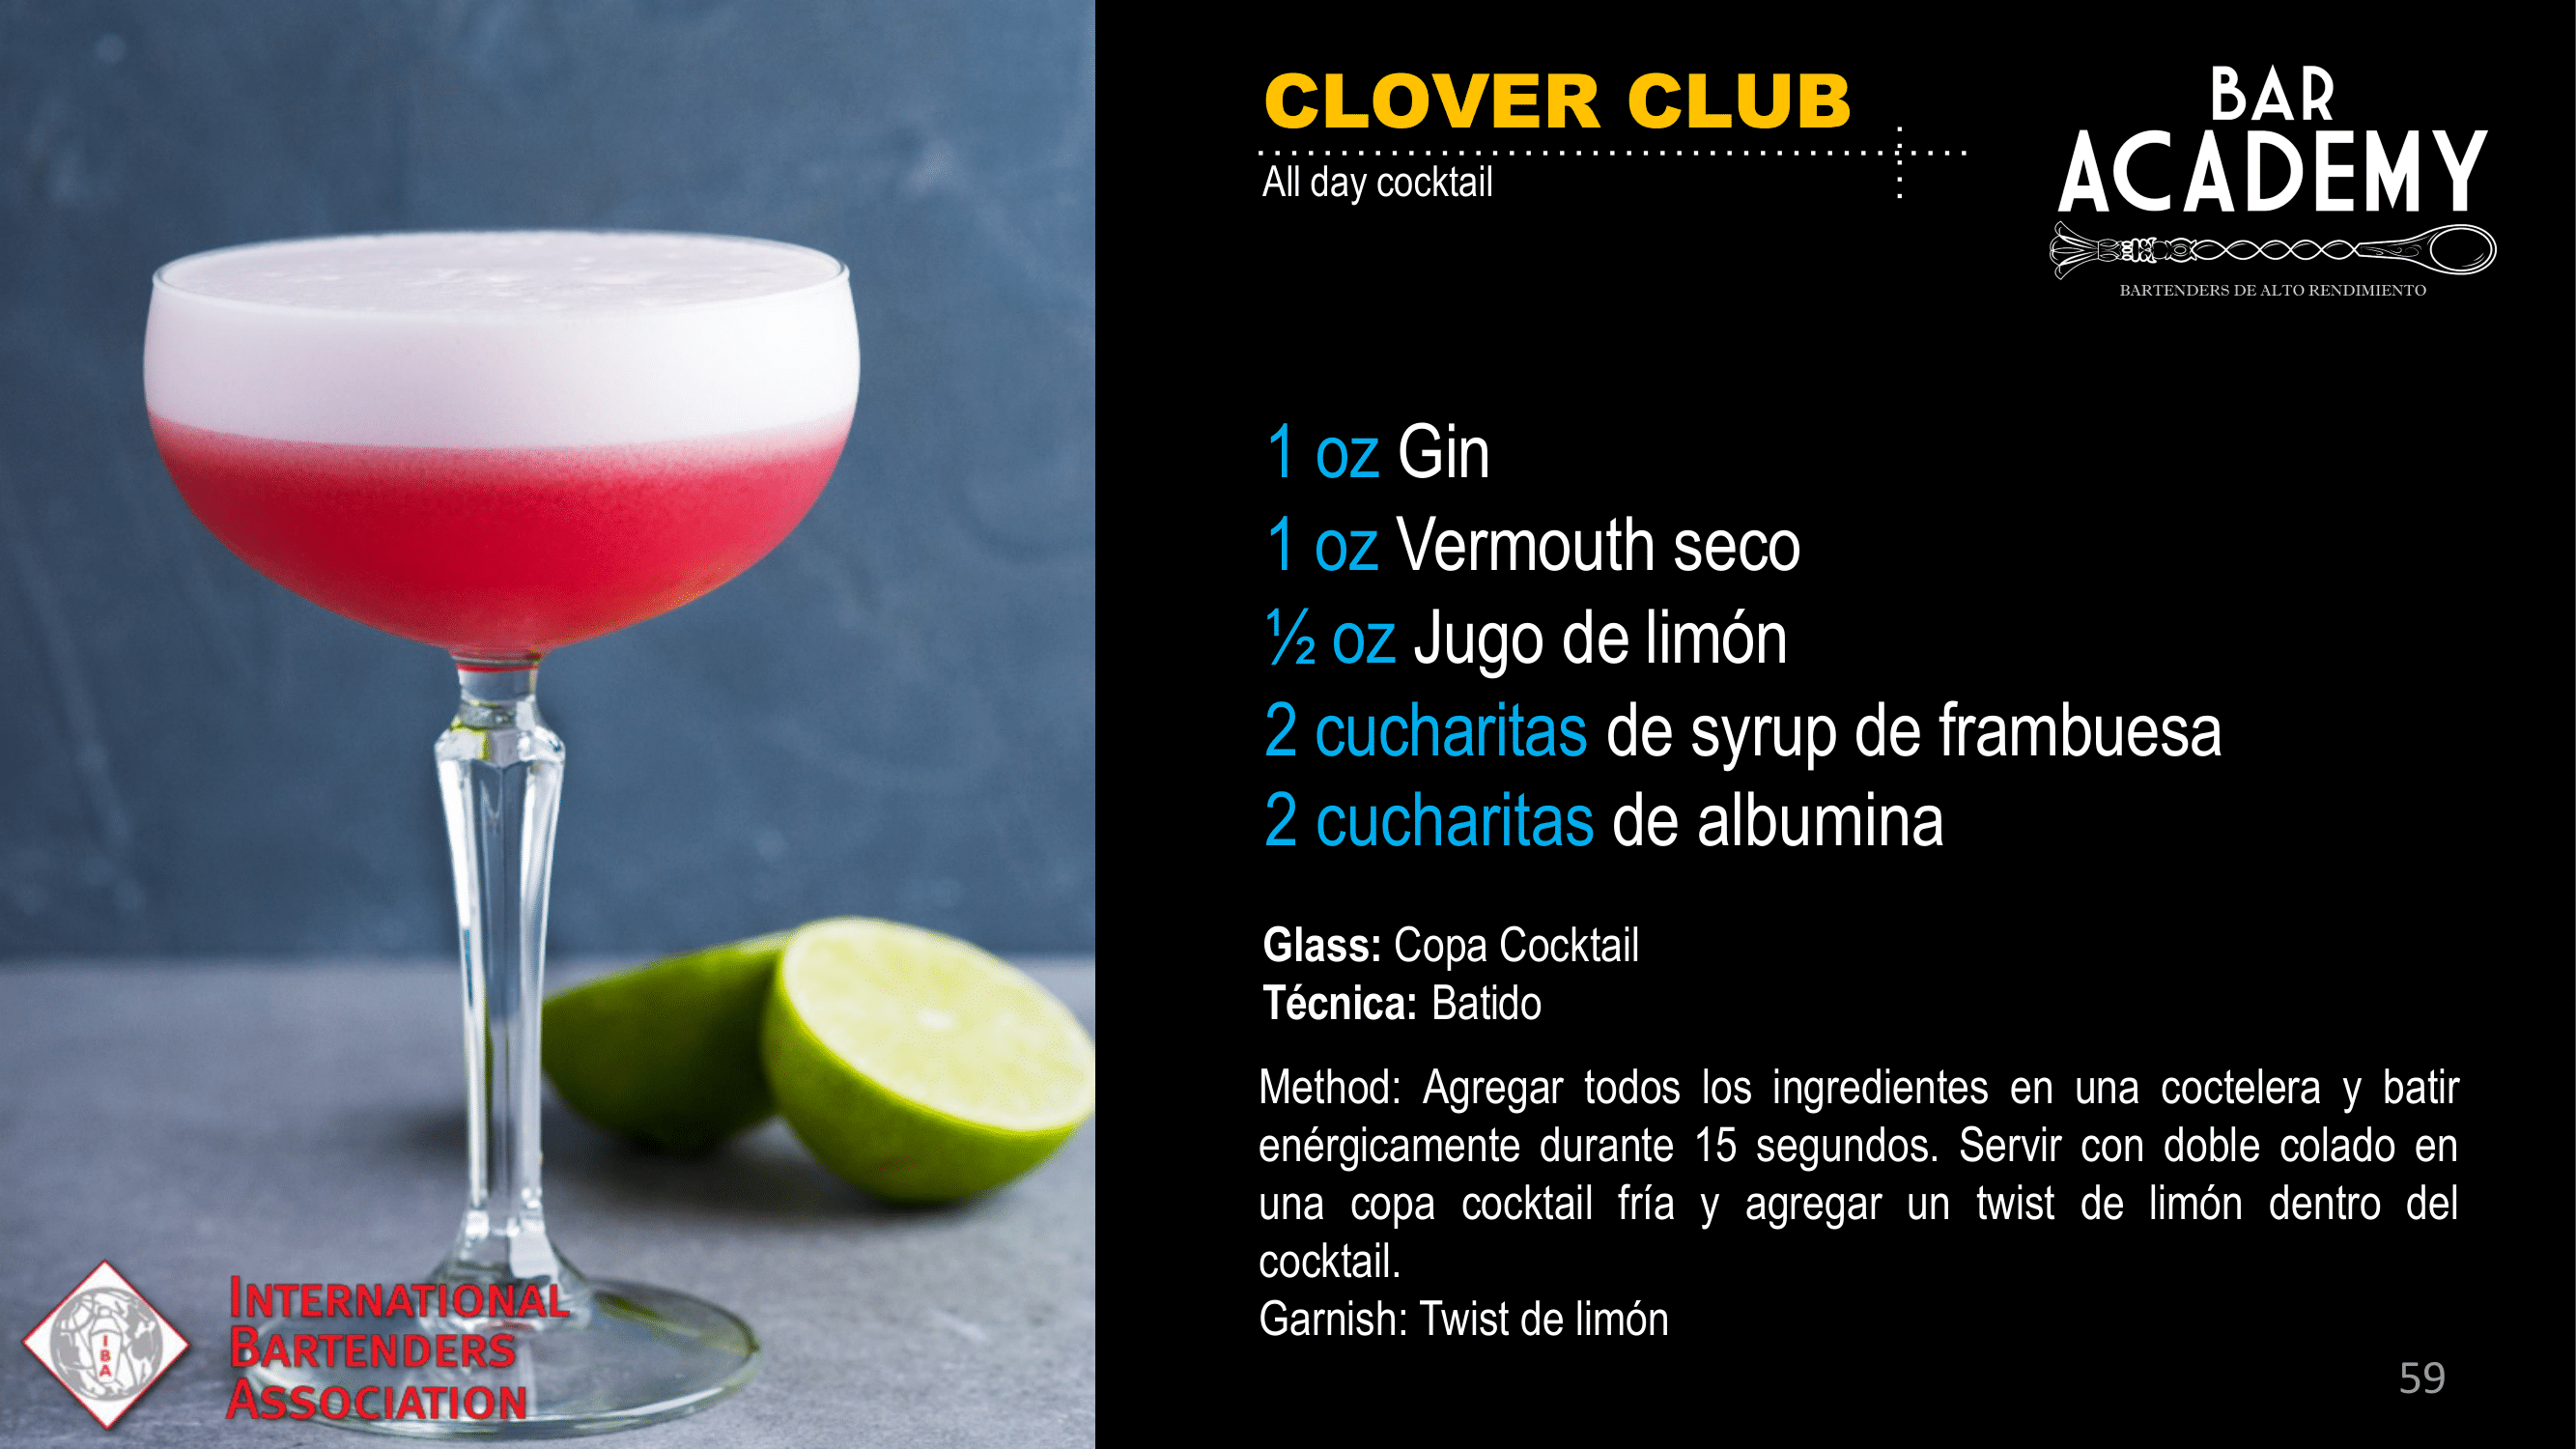 CLOVER CLUB
All day cocktail
BAR
ACADEMY
BARTENDERS DE ALTO RENDIMIENTO
1 oz Gin
1 oz Vermouth seco
½ oz Jugo de limón
2 cucharitas de syrup de frambuesa
2 cucharitas de albumina
Glass: Copa Cocktail
Técnica: Batido
Method: Agregar todos los ingredientes en una coctelera y batir
enérgicamente durante 15 segundos. Servir con doble colado en
una copa cocktail fría y agregar un twist de limón dentro del
cocktail.
Garnish: Twist de limón
IBA
INTERNATIONAL
BARTENDERS
ASSOCIATION
59